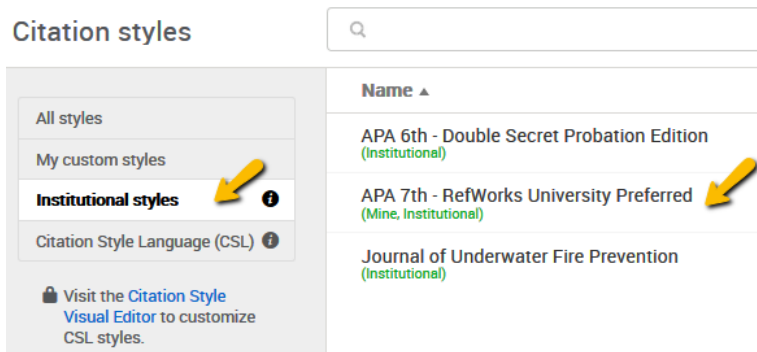 Citation styles
All styles
My custom styles
Institutional styles
Citation Style Language (CSL)
Visit the Citation Style
Visual Editor to customize
CSL styles.
Name
APA 6th - Double Secret Probation Edition
(Institutional)
APA 7th - RefWorks University Preferred
(Mine, Institutional)
Journal of Underwater Fire Prevention
(Institutional)